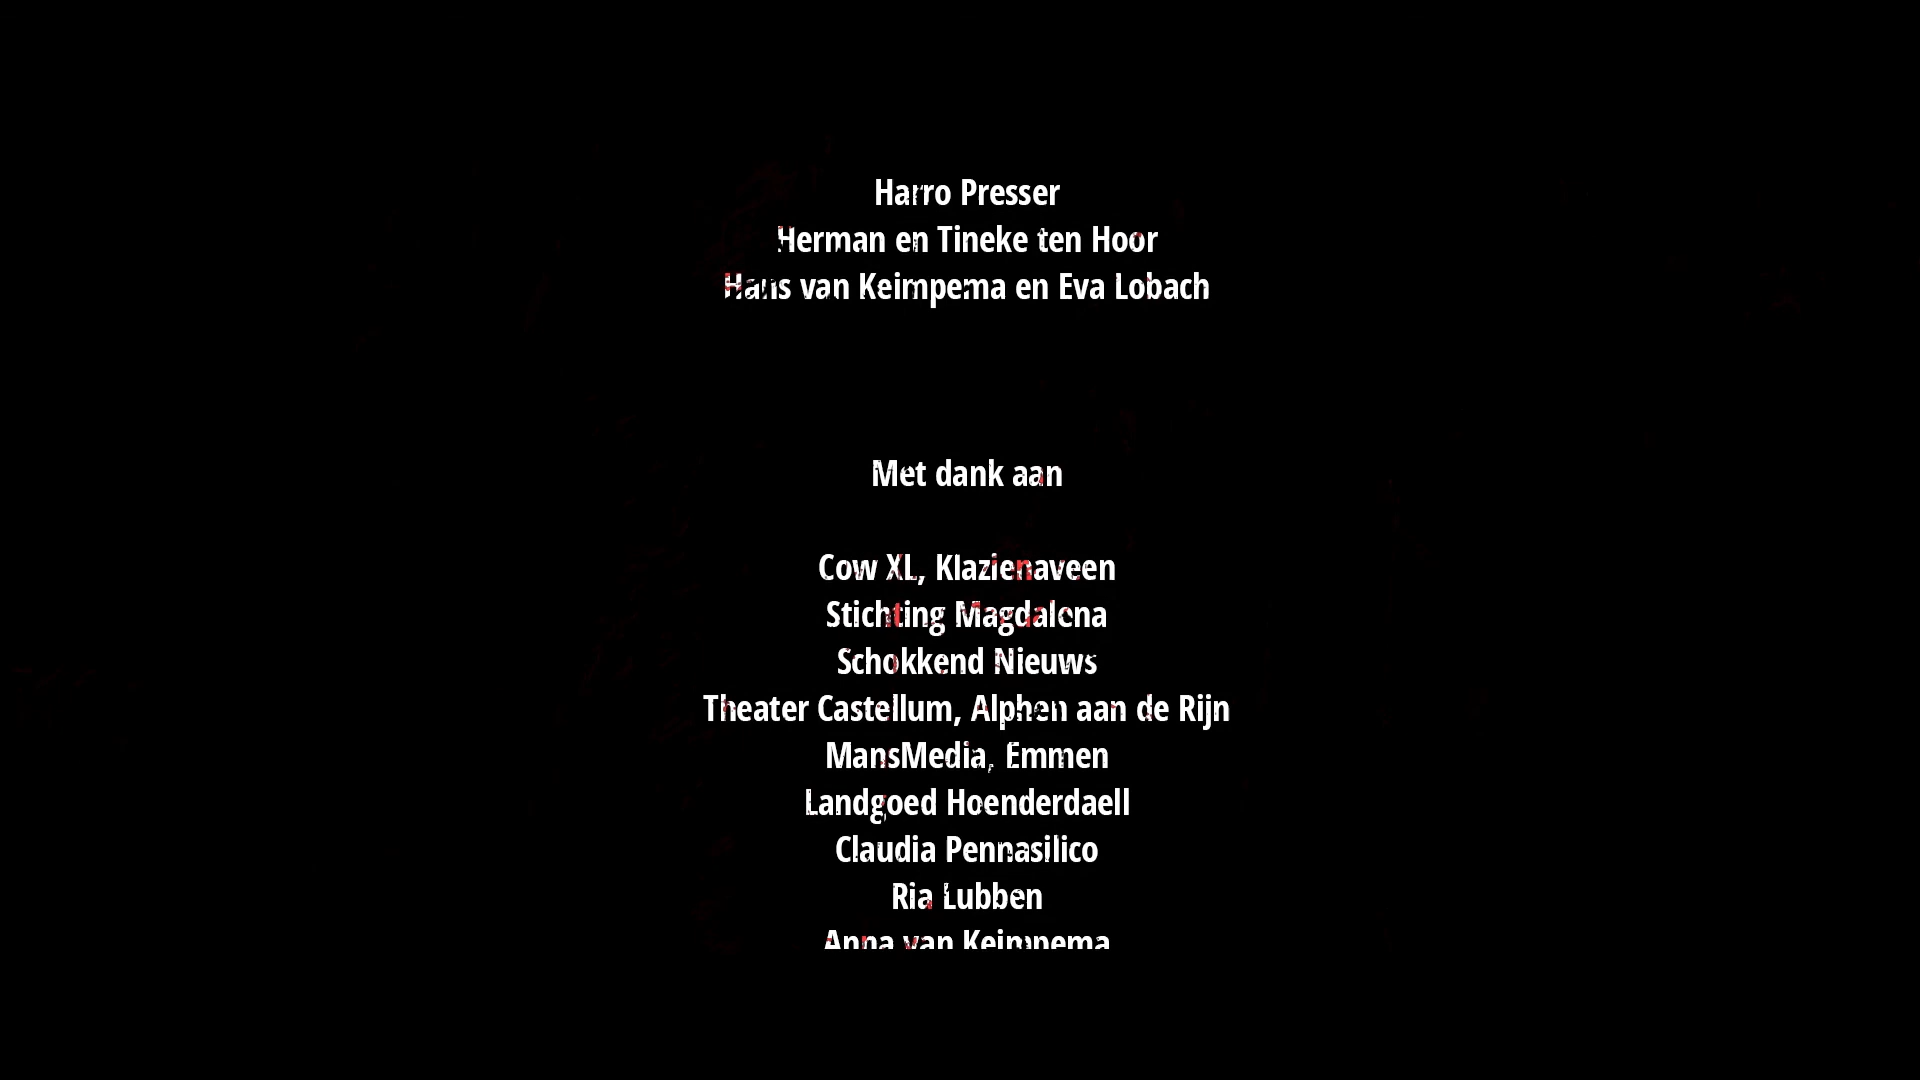 Harro Presser
Herman en Tineke ten Hoor
Hans van Keimpema en Eva Lobach
Met dank aan
Cow XL, Klazienaveen
Stichting Magdalena
Schokkend Nieuws
Theater Castellum, Alphen aan de Rijn
MansMedia, Emmen
Landgoed Hoenderdaell
Claudia Pennasilico
Ria Lubben
Anna van Keimpema